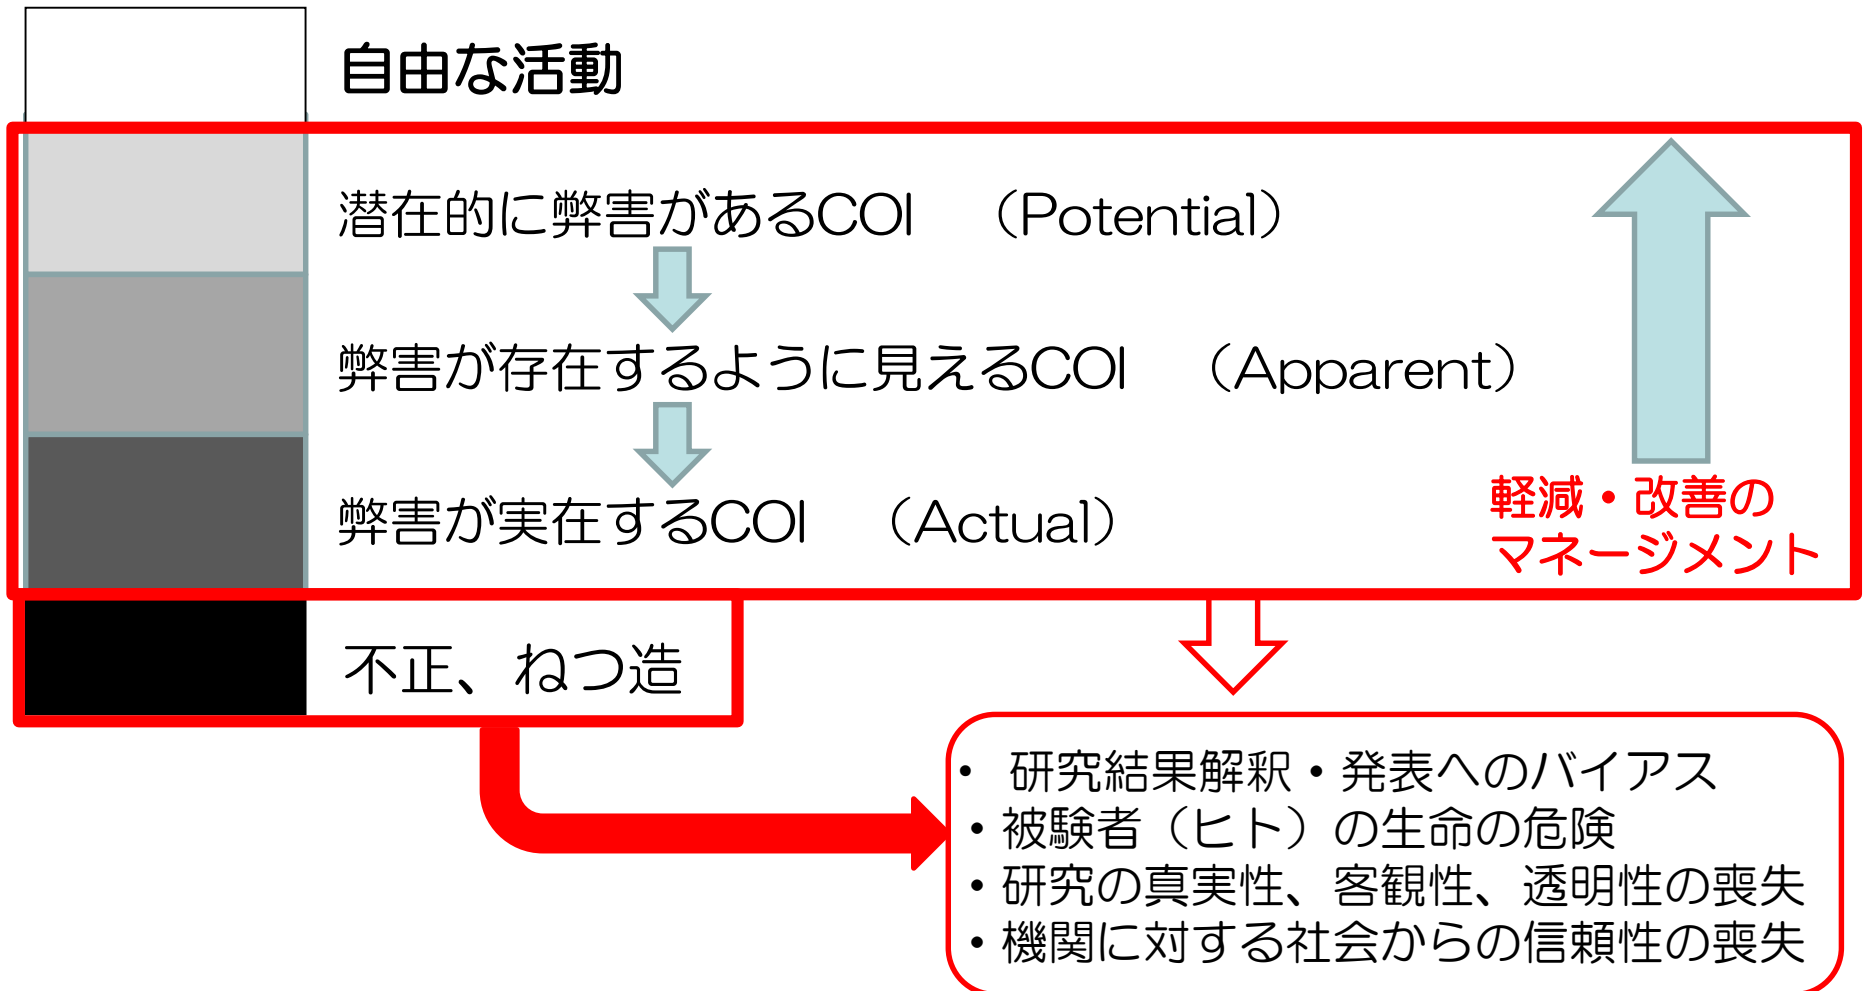 自由な活動
潜在的に弊害があるCOI　（Potential）
弊害が存在するように見えるCOI　（Apparent）
弊害が実在するCOI　（Actual）
軽減・改善の
マネージメント
不正、ねつ造
・ 研究結果解釈・発表へのバイアス
・被験者（ヒト）の生命の危険
・研究の真実性、客観性、透明性の喪失
・機関に対する社会からの信頼性の喪失